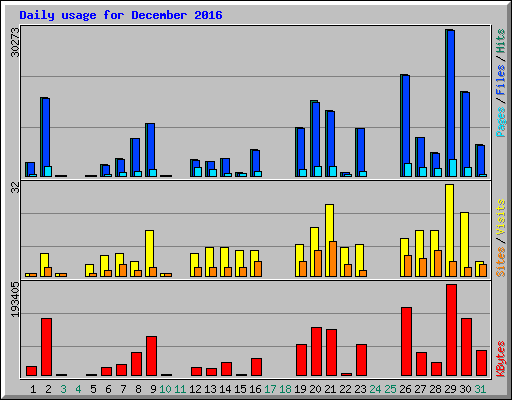 Daily usage for December 2016
30273
Pages / Files / Hits
32
Sites / Visits
193405
KBytes
1 2 3 4 5 6 7 8 9 10 11 12 13 14 15 16 17 18 19 20 21 22 23 24 25 26 27 28 29 30 31